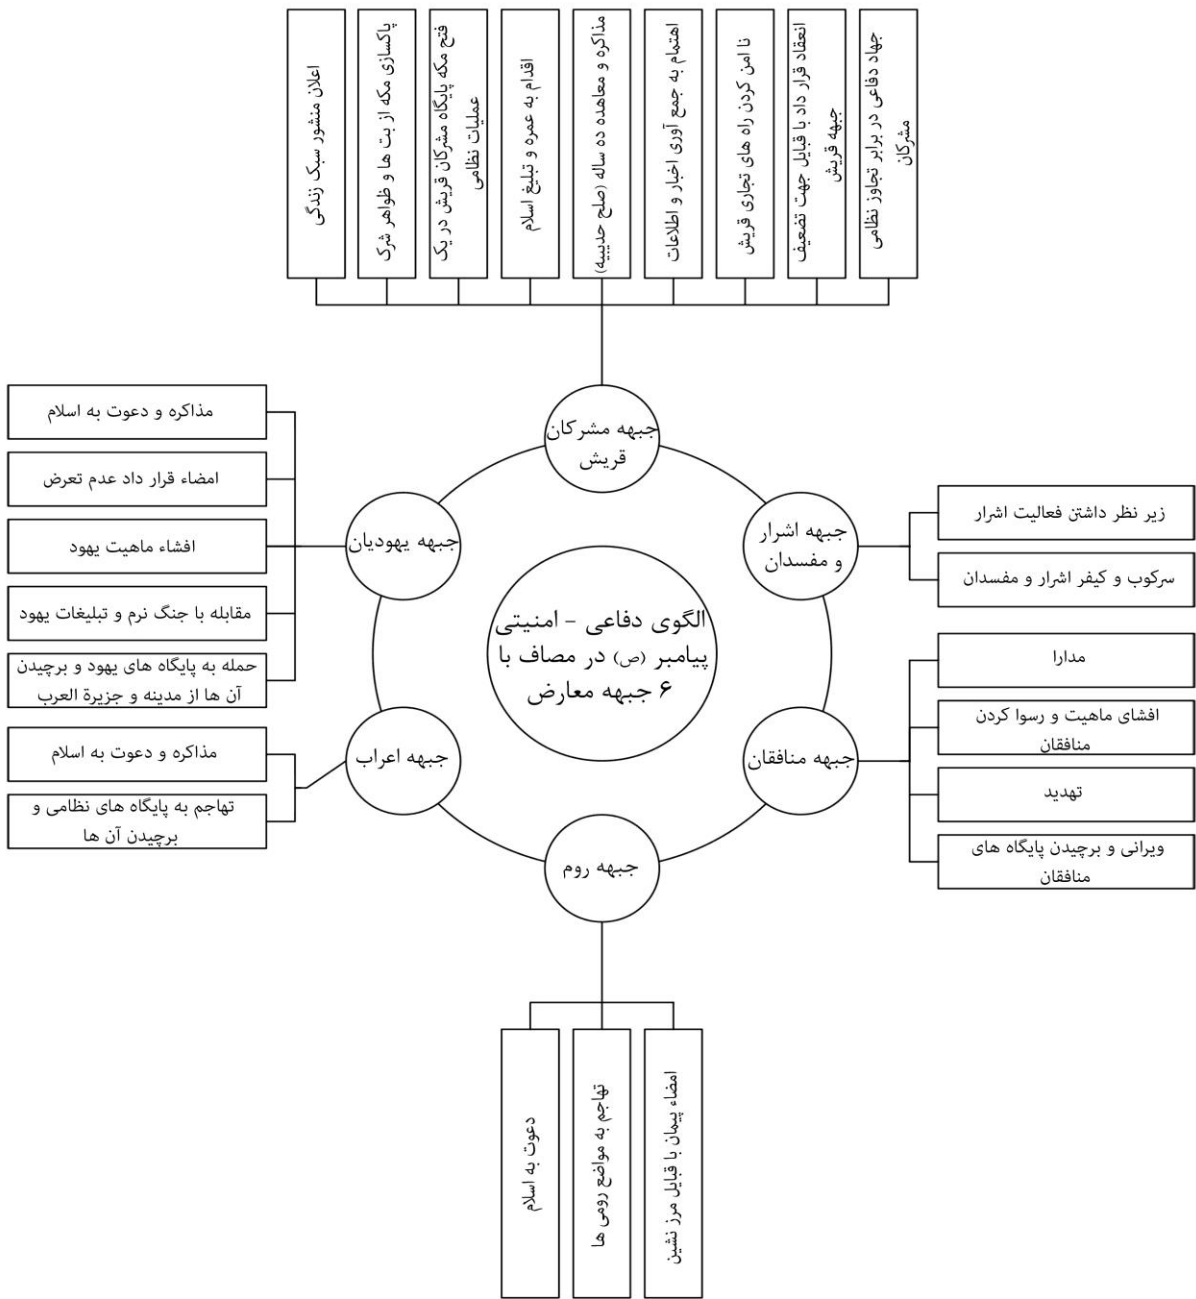 جهاد دفاعی در برابر تجاوز نظامی
مشرکان
انعقاد قرار داد با قبایل جهت تضعیف
جبهه قریش
نا امن کردن راه های تجاری قریش
اهتمام به جمع آوری اخبار و اطلاعات
مذاکره و معاهده ده ساله (صلح حدیبیه)
اقدام به عمره و تبلیغ اسلام
فتح مکه پایگاه مشرکان قریش در یک
عملیات نظامی
پاکسازی مکه از بت ها و ظواهر شرک
اعلان منشور سبک زندگی
جبهه مشرکان
قریش
جبهه اشرار
و مفسدان
زیر نظر داشتن فعالیت اشرار
سرکوب و کیفر اشرار و مفسدان
جبهه یهودیان
مذاکره و دعوت به اسلام
امضاء قرار داد عدم تعرض
افشاء ماهیت یهود
مقابله با جنگ نرم و تبلیغات یهود
حمله به پایگاه های یهود و برچیدن
آن ها از مدینه و جزیرة العرب
الگوی دفاعی - امنیتی
پیامبر (ص) در مصاف با
۶ جبهه معارض
جبهه منافقان
مدارا
افشای ماهیت و رسوا کردن
منافقان
تهدید
ویرانی و برچیدن پایگاه های
منافقان
جبهه اعراب
مذاکره و دعوت به اسلام
تهاجم به پایگاه های نظامی و
برچیدن آن ها
جبهه روم
امضاء پیمان با قبایل مرز نشین
تهاجم به مواضع رومی ها
دعوت به اسلام